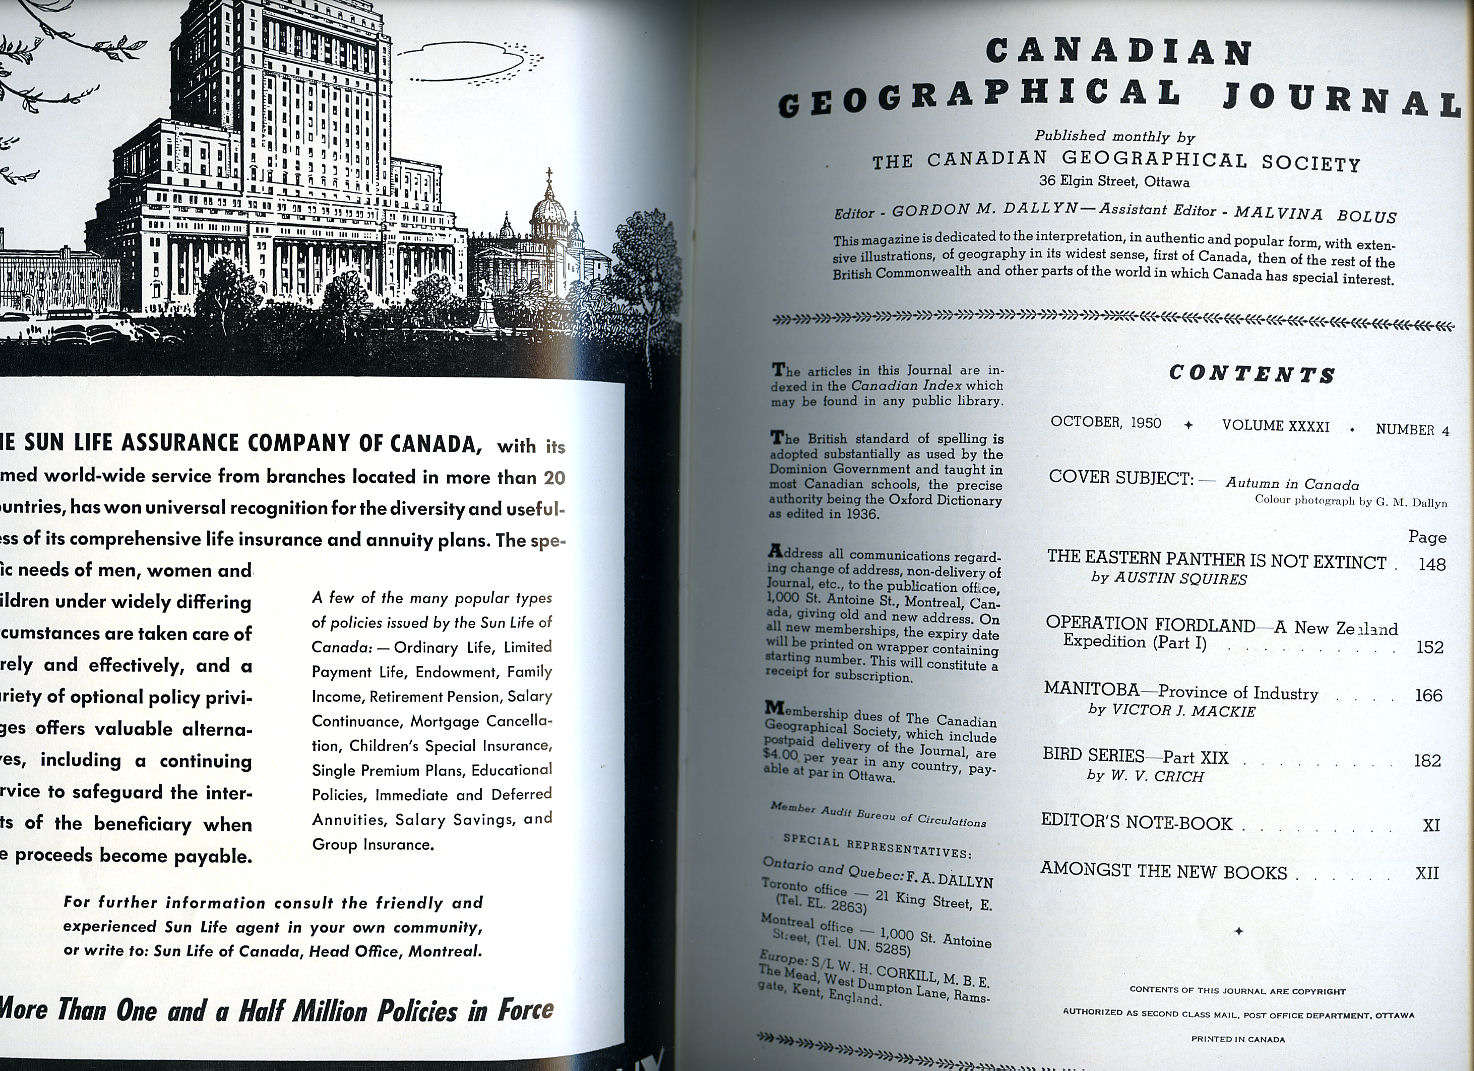 HE SUN LIFE ASSURANCE COMPANY OF CANADA, with its
med world-wide service from branches located in more than 20
ountries, has won universal recognition for the diversity and useful-
ess of its comprehensive life insurance and annuity plans. The spe-
fic needs of men, women and
ildren under widely differing
rcumstances are taken care of
rely and effectively, and a
riety of optional policy privi-
ges offers valuable alterna-
ves, including a continuing
rvice to safeguard the inter-
ts of the beneficiary when
e proceeds become payable.
A few of the many popular types
of policies issued by the Sun Life of
Canada: — Ordinary Life, Limited
Payment Life, Endowment, Family
Income, Retirement Pension, Salary
Continuance, Mortgage Cancella-
tion, Children's Special Insurance,
Single Premium Plans, Educational
Policies, Immediate and Deferred
Annuities, Salary Savings, and
Group Insurance.
For further information consult the friendly and
experienced Sun Life agent in your own community,
or write to: Sun Life of Canada, Head Office, Montreal.
More Than One and a Half Million Policies in Force
CANADIAN
GEOGRAPHICAL JOURNAL
Published monthly by
THE CANADIAN GEOGRAPHICAL SOCIETY
36 Elgin Street, Ottawa
Editor - GORDON M. DALLYN—Assistant Editor - MALVINA BOLUS
This magazine is dedicated to the interpretation, in authentic and popular form, with exten-
sive illustrations, of geography in its widest sense, first of Canada, then of the rest of the
British Commonwealth and other parts of the world in which Canada has special interest.
The articles in this Journal are in-
dexed in the Canadian Index which
may be found in any public library.
The British standard of spelling is
adopted substantially as used by the
Dominion Government and taught in
most Canadian schools, the precise
authority being the Oxford Dictionary
as edited in 1936.
Address all communications regard-
ing change of address, non-delivery of
Journal, etc., to the publication office,
1,000 St. Antoine St., Montreal, Can-
ada, giving old and new address. On
all new memberships, the expiry date
will be printed on wrapper containing
starting number. This will constitute a
receipt for subscription.
Membership dues of The Canadian
Geographical Society, which include
postpaid delivery of the Journal, are
$4.00 per year in any country, pay-
able at par in Ottawa.
Member Audit Bureau of Circulations
SPECIAL REPRESENTATIVES:
Ontario and Quebec: F. A. DALLYN
Toronto office — 21 King Street, E.
(Tel. EL. 2863)
Montreal office — 1,000 St. Antoine
Street, (Tel. UN. 5285)
Europe: S/L W. H. CORKILL, M. B. E.
The Mead, West Dumpton Lane, Rams-
gate, Kent, England.
CONTENTS
OCTOBER, 1950 ✦ VOLUME XXXXI • NUMBER 4
COVER SUBJECT: — Autumn in Canada
Colour photograph by G. M. Dallyn
Page
THE EASTERN PANTHER IS NOT EXTINCT . 148
by AUSTIN SQUIRES
OPERATION FIORDLAND—A New Zealand
Expedition (Part I) . . . . . . . . . . 152
MANITOBA—Province of Industry . . . . 166
by VICTOR J. MACKIE
BIRD SERIES—Part XIX . . . . . . . . . 182
by W. V. CRICH
EDITOR'S NOTE-BOOK . . . . . . . . . XI
AMONGST THE NEW BOOKS . . . . . . XII
CONTENTS OF THIS JOURNAL ARE COPYRIGHT
AUTHORIZED AS SECOND CLASS MAIL, POST OFFICE DEPARTMENT, OTTAWA
PRINTED IN CANADA